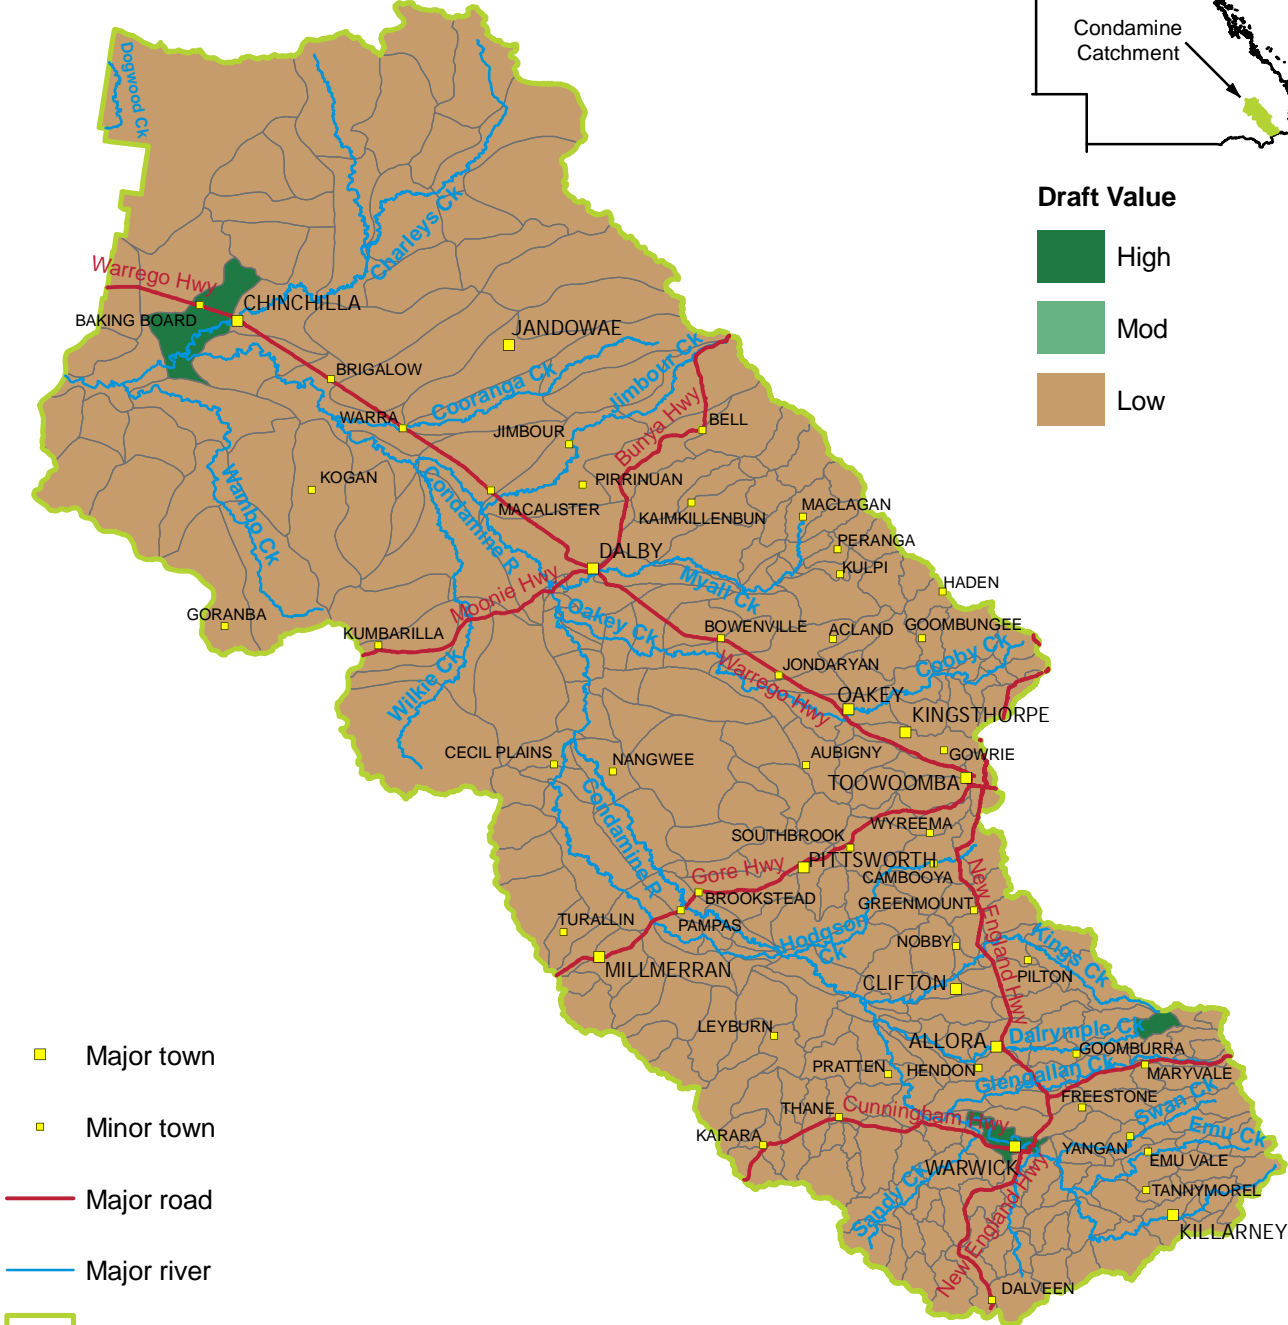 Condamine
Catchment
Draft Value
High
Mod
Low
Dogwood Ck
Charleys Ck
Warrego Hwy
CHINCHILLA
BAKING BOARD
JANDOWAE
BRIGALOW
Cooranga Ck
Jimbour Ck
WARRA
JIMBOUR
Bunya Hwy
BELL
KOGAN
Wambo Ck
Condamine R
PIRRINUAN
MACALISTER
KAIMKILLENBUN
MACLAGAN
PERANGA
KULPI
DALBY
Myall Ck
HADEN
Moonie Hwy
Oakey Ck
GORANBA
KUMBARILLA
BOWENVILLE
ACLAND
GOOMBUNGEE
Cooby Ck
Wilkie Ck
JONDARYAN
Warrego Hwy
OAKEY
KINGSTHORPE
CECIL PLAINS
NANGWEE
AUBIGNY
GOWRIE
TOOWOOMBA
Condamine R
SOUTHBROOK
WYREEMA
PITTSWORTH
CAMBOOYA
Gore Hwy
BROOKSTEAD
GREENMOUNT
New England Hwy
TURALLIN
PAMPAS
Hodgson
Ck
NOBBY
Kings Ck
MILLMERRAN
CLIFTON
PILTON
LEYBURN
ALLORA
Dalrymple Ck
GOOMBURRA
PRATTEN
HENDON
Glengallan Ck
MARYVALE
THANE
Cunningham Hwy
FREESTONE
Swan Ck
KARARA
YANGAN
Emu Ck
WARWICK
EMU VALE
Sandy Ck
TANNYMOREL
New England Hwy
KILLARNEY
DALVEEN
Major town
Minor town
Major road
Major river